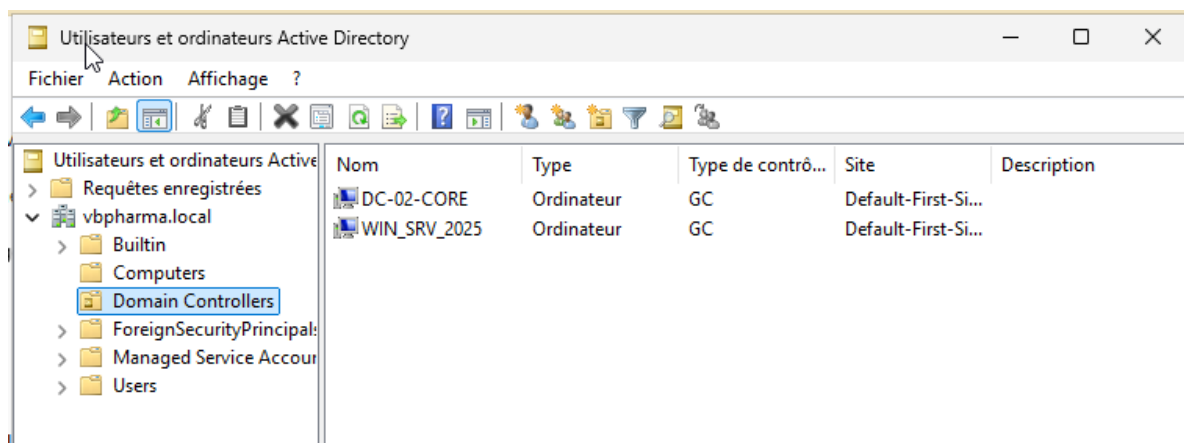 Utilisateurs et ordinateurs Active Directory
Fichier Action Affichage ?
Utilisateurs et ordinateurs Active
Requêtes enregistrées
vbpharma.local
Builtin
Computers
Domain Controllers
ForeignSecurityPrincipals
Managed Service Accour
Users
Nom Type Type de contrô... Site Description
DC-02-CORE Ordinateur GC Default-First-Si...
WIN_SRV_2025 Ordinateur GC Default-First-Si...